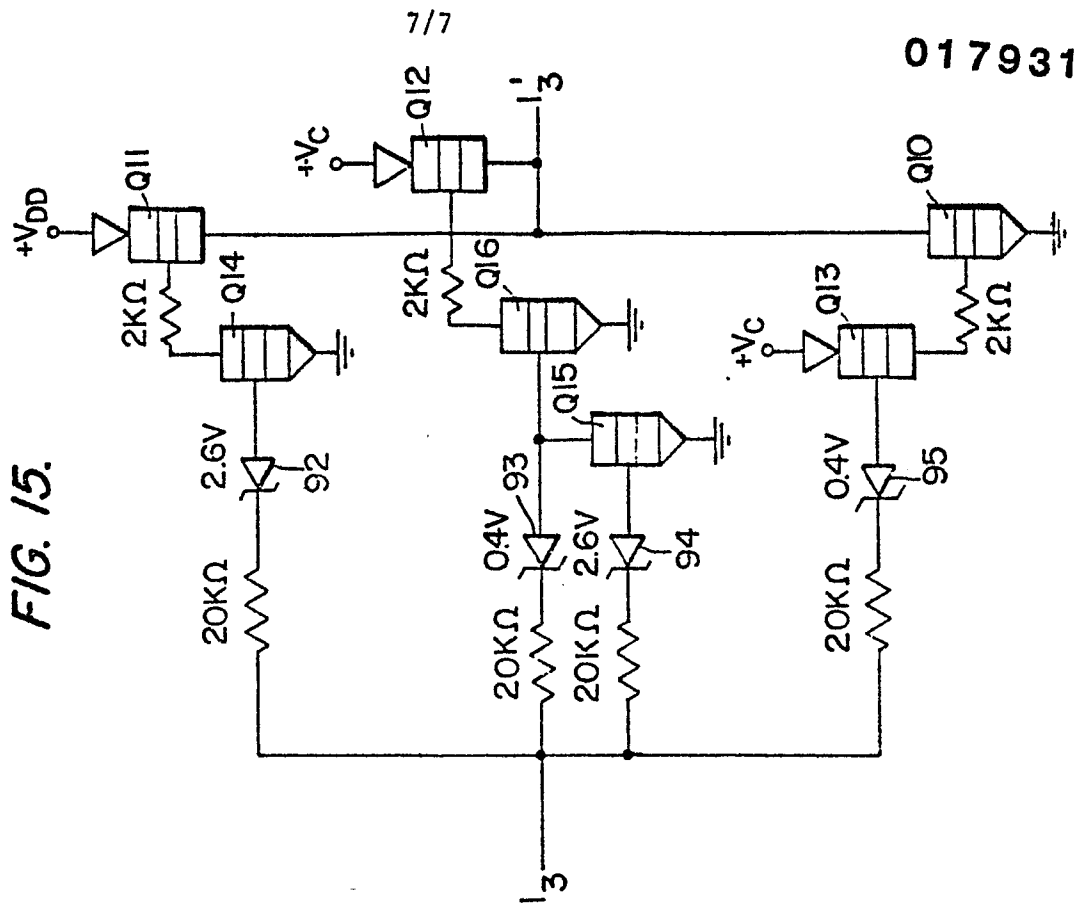 7/7
017931
FIG. 15.
+VDD
Q11
+VC
Q12
I3'
2KΩ
Q14
2KΩ
Q16
Q10
2.6V
92
20KΩ
Q15
+VC
Q13
2KΩ
0.4V
93
20KΩ
2.6V
94
20KΩ
0.4V
95
20KΩ
I3